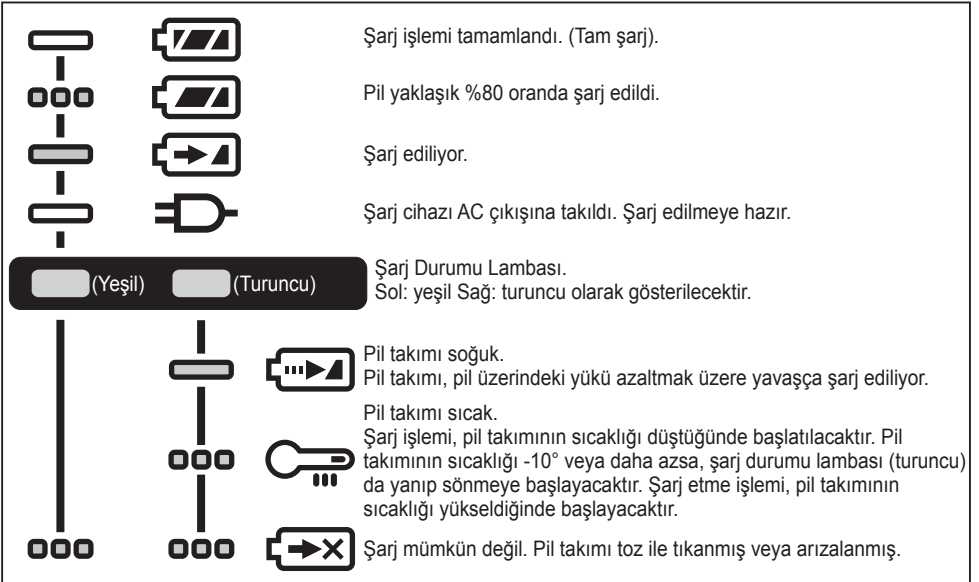 Şarj işlemi tamamlandı. (Tam şarj).
Pil yaklaşık %80 oranda şarj edildi.
Şarj ediliyor.
Şarj cihazı AC çıkışına takıldı. Şarj edilmeye hazır.
(Yeşil) (Turuncu)
Şarj Durumu Lambası.
Sol: yeşil Sağ: turuncu olarak gösterilecektir.
Pil takımı soğuk.
Pil takımı, pil üzerindeki yükü azaltmak üzere yavaşça şarj ediliyor.
Pil takımı sıcak.
Şarj işlemi, pil takımının sıcaklığı düştüğünde başlatılacaktır. Pil
takımının sıcaklığı -10° veya daha azsa, şarj durumu lambası (turuncu)
da yanıp sönmeye başlayacaktır. Şarj etme işlemi, pil takımının
sıcaklığı yükseldiğinde başlayacaktır.
Şarj mümkün değil. Pil takımı toz ile tıkanmış veya arızalanmış.